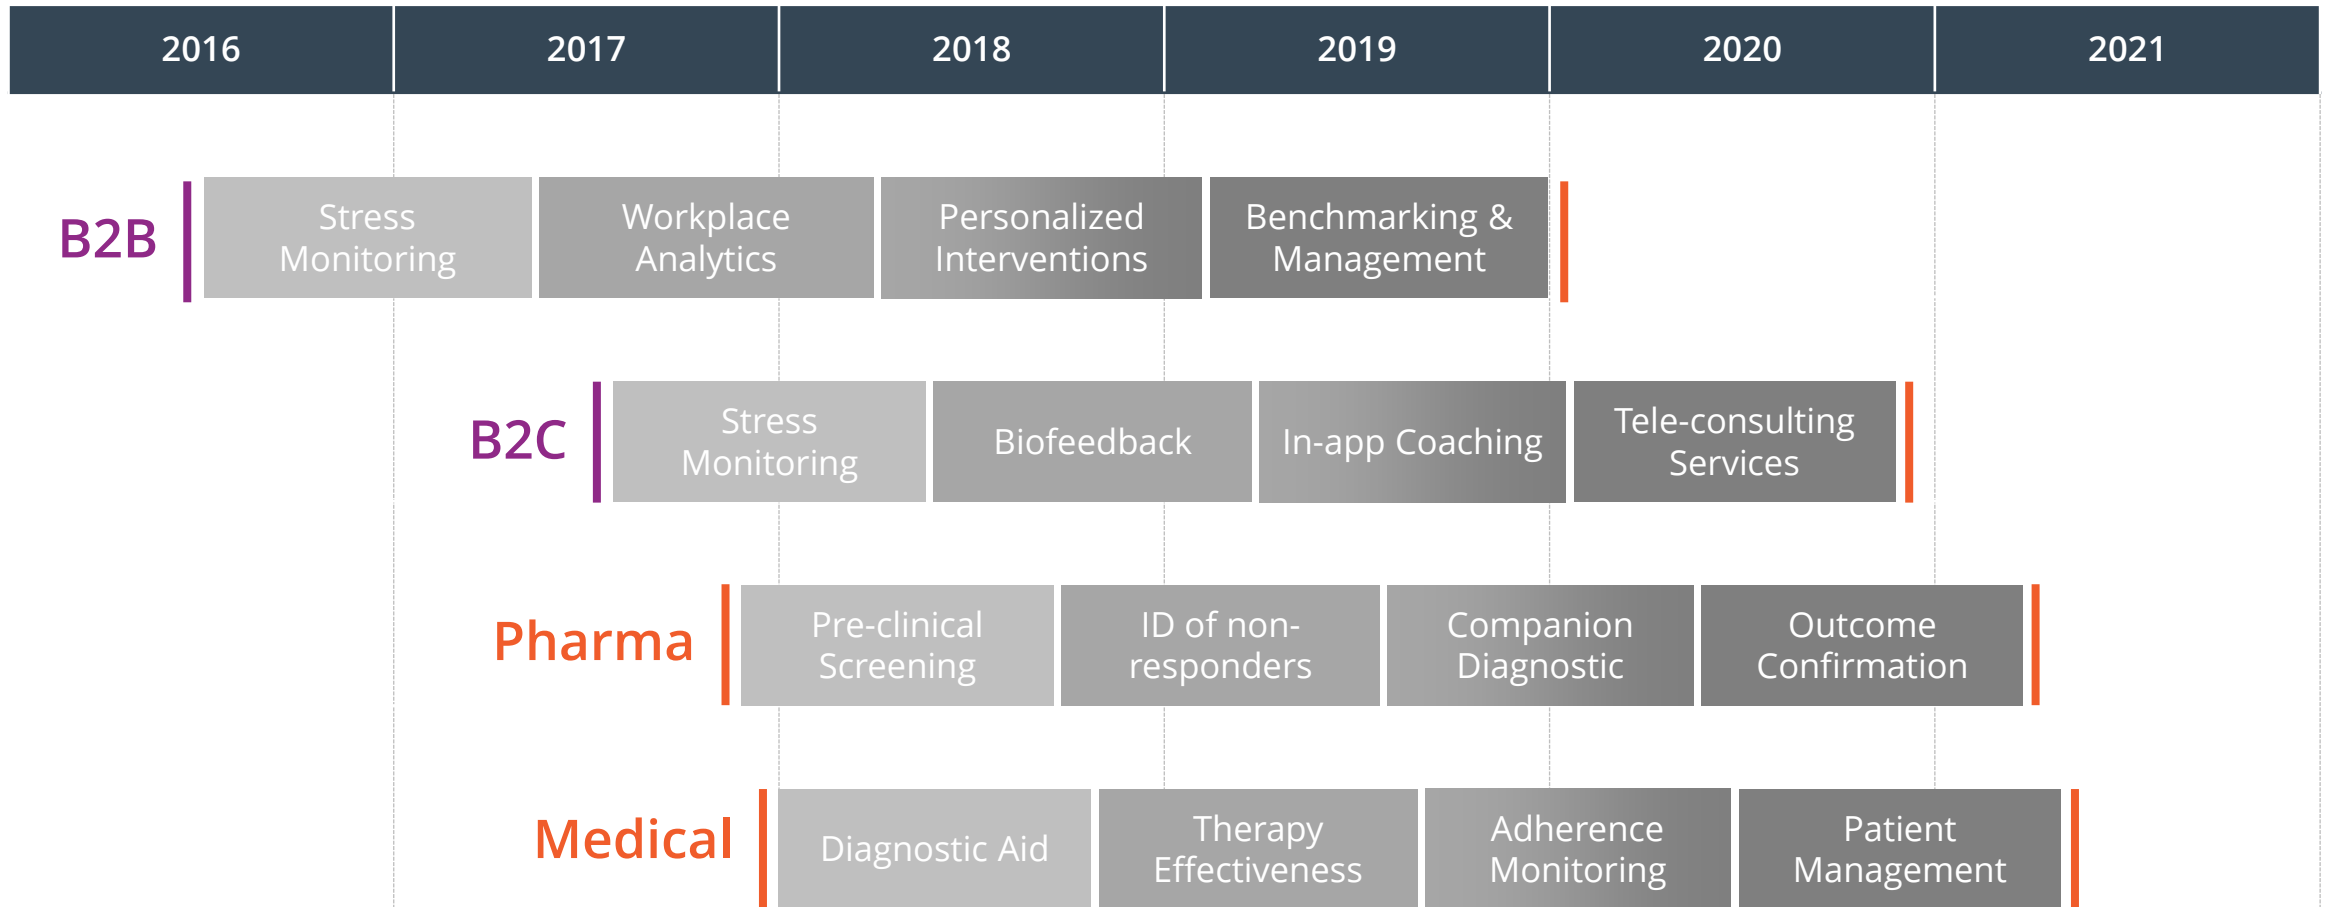 2016 2017 2018 2019 2020 2021
B2B
Stress
Monitoring
Workplace
Analytics
Personalized
Interventions
Benchmarking &
Management
B2C
Stress
Monitoring
Biofeedback
In-app Coaching
Tele-consulting
Services
Pharma
Pre-clinical
Screening
ID of non-
responders
Companion
Diagnostic
Outcome
Confirmation
Medical
Diagnostic Aid
Therapy
Effectiveness
Adherence
Monitoring
Patient
Management